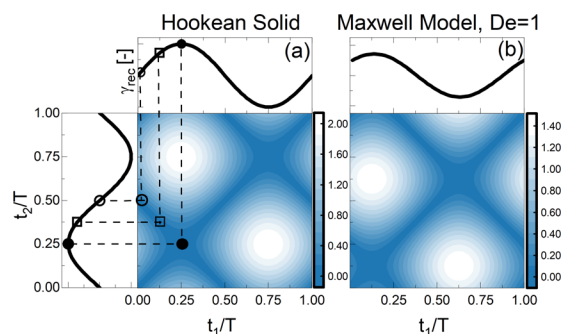 Hookean Solid
Maxwell Model, De=1
(a)
(b)
γrec [-]
t2/T
1.00
0.75
0.50
0.25
0.00
0.00 0.25 0.50 0.75 1.00
t1/T
2.00
1.60
1.20
0.80
0.40
0.00
0.25 0.50 0.75 1.00
t1/T
1.40
1.20
1.00
0.80
0.60
0.40
0.20
0.00